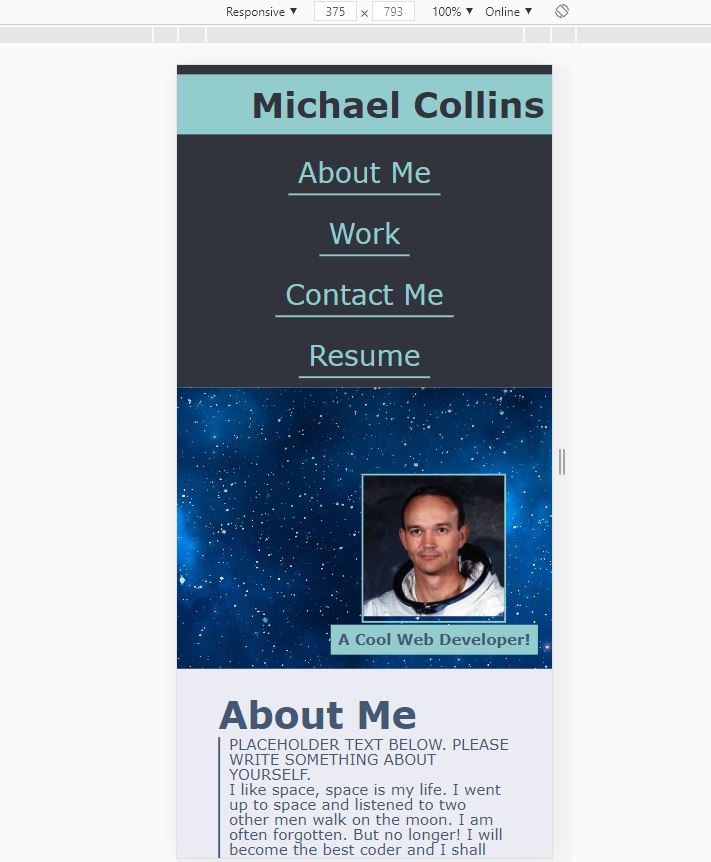 Responsive ▼ 375 × 793 100% ▼ Online ▼
Michael Collins
About Me
Work
Contact Me
Resume
A Cool Web Developer!
About Me
PLACEHOLDER TEXT BELOW. PLEASE
WRITE SOMETHING ABOUT
YOURSELF.
I like space, space is my life. I went
up to space and listened to two
other men walk on the moon. I am
often forgotten. But no longer! I will
become the best coder and I shall